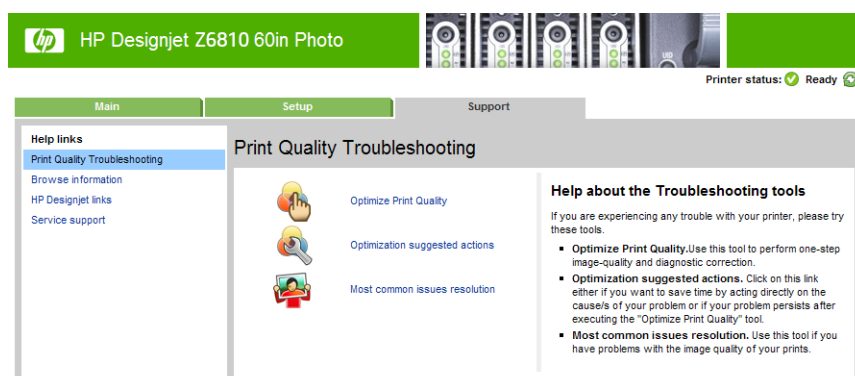 hp HP Designjet Z6810 60in Photo
UID
Printer status: Ready
Main Setup Support
Help links
Print Quality Troubleshooting
Browse information
HP Designjet links
Service support
Print Quality Troubleshooting
Optimize Print Quality
Optimization suggested actions
Most common issues resolution
Help about the Troubleshooting tools
If you are experiencing any trouble with your printer, please try
these tools.
▪ Optimize Print Quality.Use this tool to perform one-step
image-quality and diagnostic correction.
▪ Optimization suggested actions. Click on this link
either if you want to save time by acting directly on the
cause/s of your problem or if your problem persists after
executing the "Optimize Print Quality" tool.
▪ Most common issues resolution. Use this tool if you
have problems with the image quality of your prints.